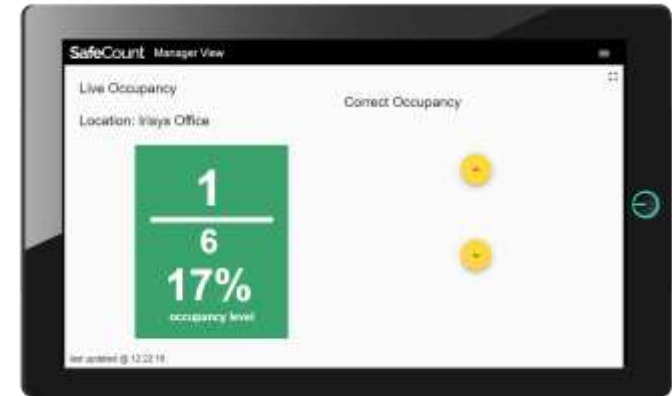 SafeCount Manager View
Live Occupancy
Correct Occupancy
Location: Irisys Office
1
6
17%
occupancy level
last updated @ 12:22:18